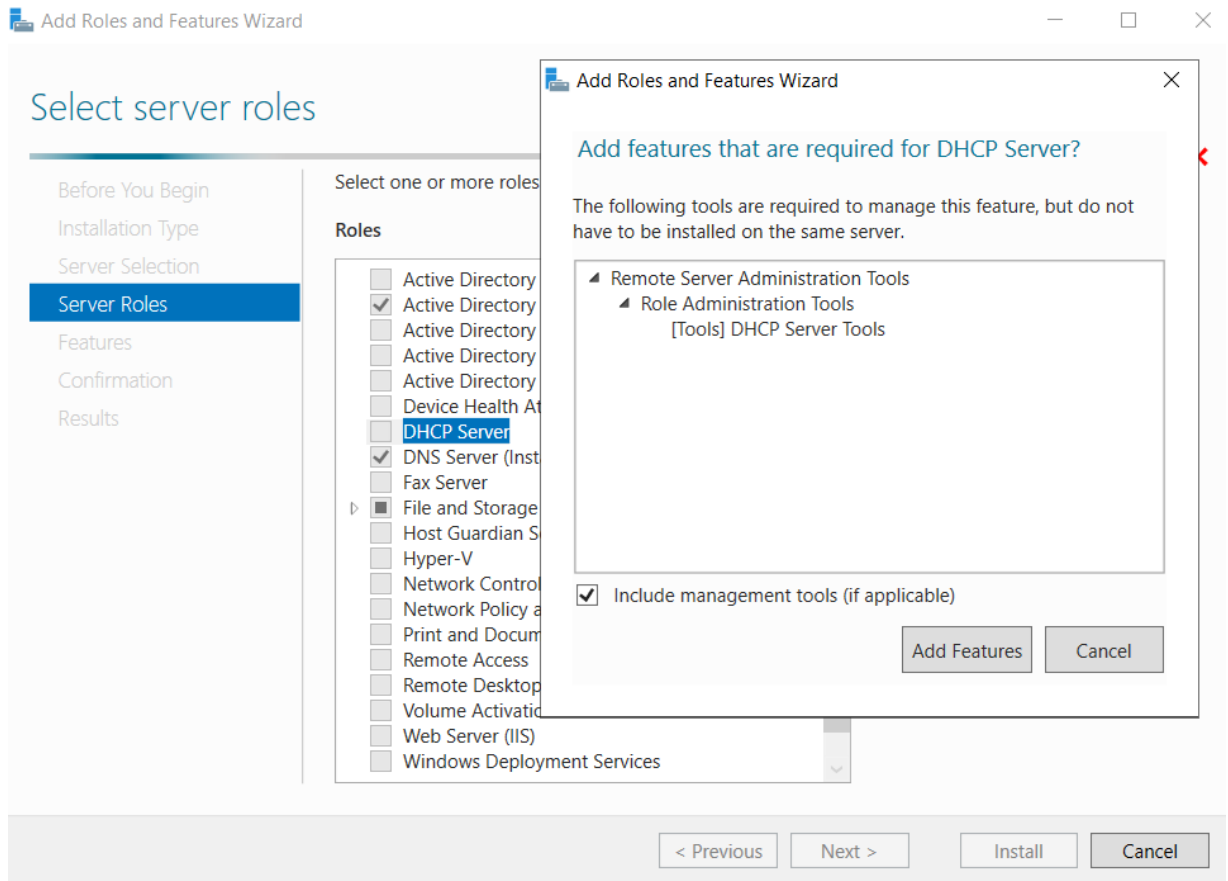 Add Roles and Features Wizard
Select server roles
Before You Begin
Installation Type
Server Selection
Server Roles
Features
Confirmation
Results
Select one or more roles
Roles
Active Directory
Active Directory
Active Directory
Active Directory
Active Directory
Device Health At
DHCP Server
DNS Server (Inst
Fax Server
File and Storage
Host Guardian S
Hyper-V
Network Control
Network Policy a
Print and Docum
Remote Access
Remote Desktop
Volume Activatio
Web Server (IIS)
Windows Deployment Services
< Previous
Next >
Install
Cancel
Add Roles and Features Wizard
Add features that are required for DHCP Server?
The following tools are required to manage this feature, but do not
have to be installed on the same server.
Remote Server Administration Tools
Role Administration Tools
[Tools] DHCP Server Tools
Include management tools (if applicable)
Add Features
Cancel